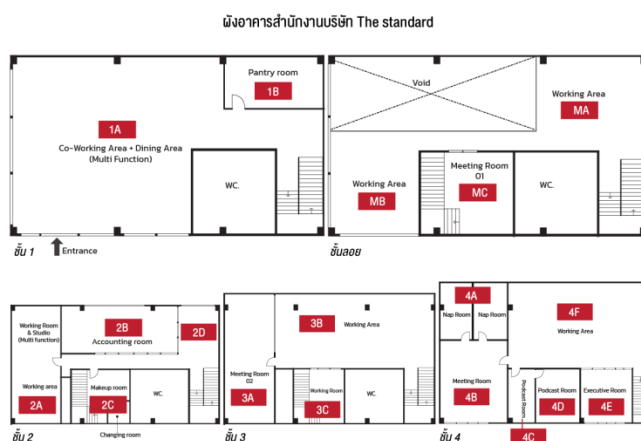 ผังอาคารสำนักงานบริษัท The standard
Pantry room
1B
1A
Co-Working Area + Dining Area
(Multi Function)
WC.
ชั้น 1
Entrance
Void
Working Area
MA
Meeting Room
01
MC
Working Area
MB
WC.
ชั้นลอย
Working Room
& Studio
(Multi function)
2B
Accounting room
2D
Working area
2A
Makeup room
2C
WC.
Changing room
ชั้น 2
3B
Working Area
Meeting Room
02
3A
Working Room
3C
WC.
ชั้น 3
4A
Nap Room
Nap Room
4F
Working Area
Meeting Room
4B
Podcast Room
4C
Podcast Room
4D
Executive Room
4E
ชั้น 4